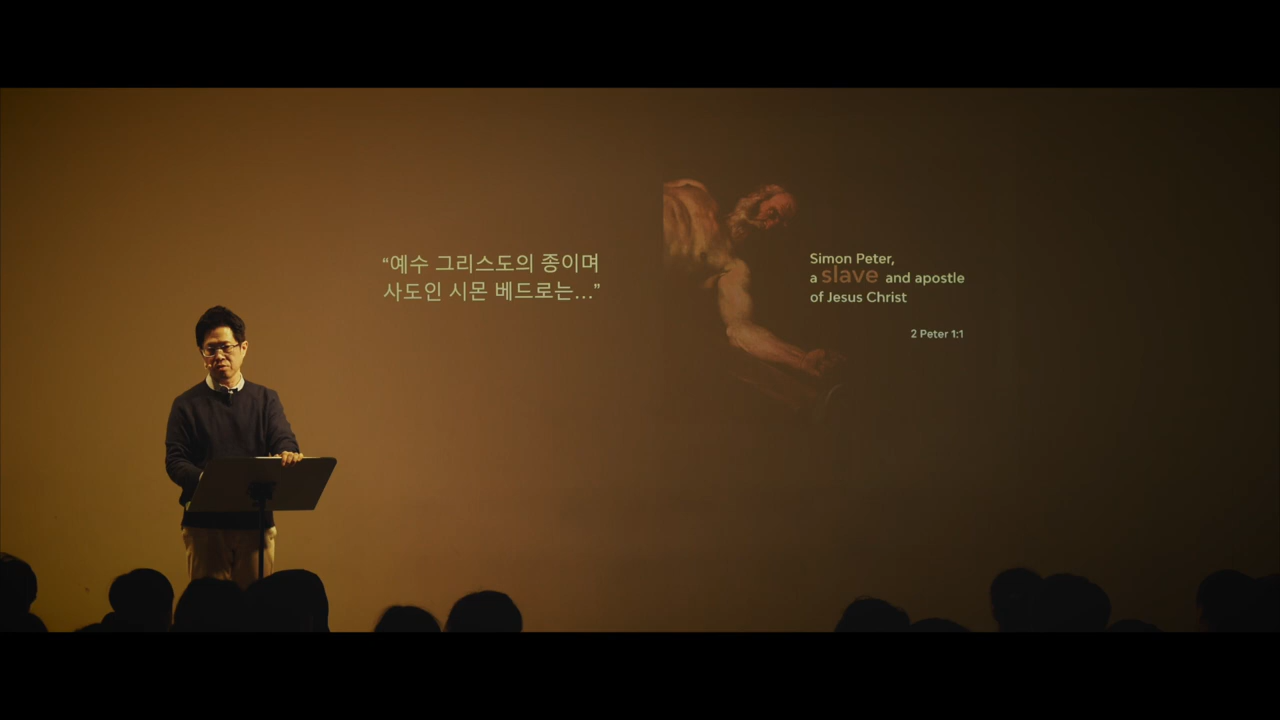 “예수 그리스도의 종이며
사도인 시몬 베드로는...”
Simon Peter,
a slave and apostle
of Jesus Christ
2 Peter 1:1